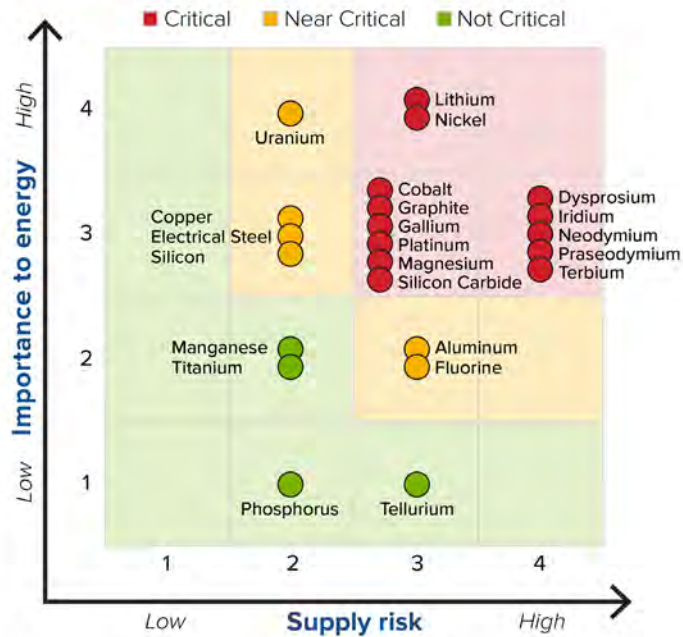 Critical Near Critical Not Critical
High
Importance to energy
Low
4
3
2
1
Uranium
Lithium
Nickel
Copper
Electrical Steel
Silicon
Cobalt
Graphite
Gallium
Platinum
Magnesium
Silicon Carbide
Dysprosium
Iridium
Neodymium
Praseodymium
Terbium
Manganese
Titanium
Aluminum
Fluorine
Phosphorus
Tellurium
1 2 3 4
Low Supply risk High